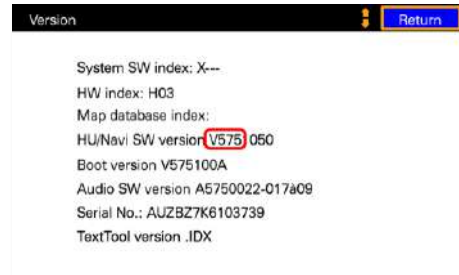 Version
Return
System SW index: X---
HW index: H03
Map database index:
HU/Navi SW version V575 050
Boot version V575100A
Audio SW version A5750022-017à09
Serial No.: AUZBZ7K6103739
TextTool version .IDX